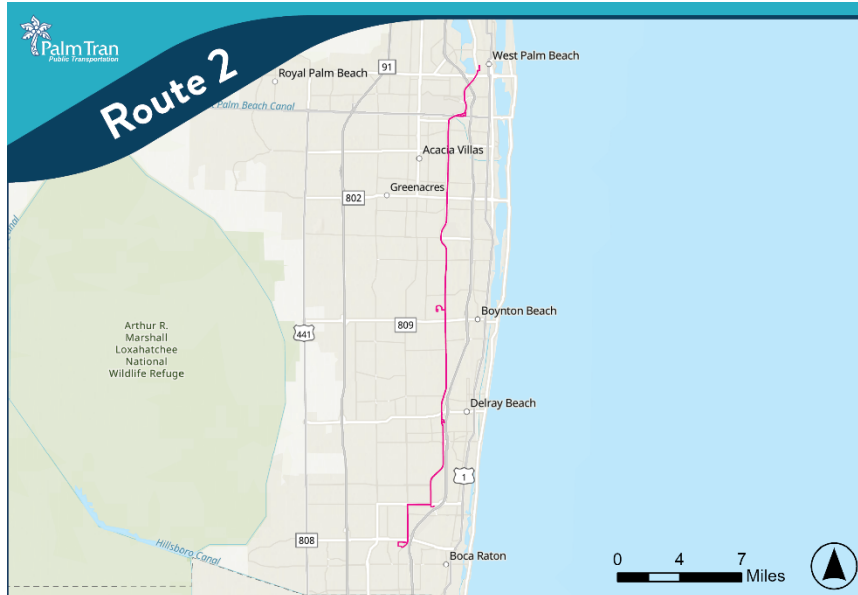 Palm Tran
Public Transportation
Route 2
West Palm Beach
Royal Palm Beach
91
Palm Beach Canal
Acacia Villas
802
Greenacres
Canal
441
809
Boynton Beach
Arthur R.
Marshall
Loxahatchee
National
Wildlife Refuge
Delray Beach
1
808
Hillsboro Canal
Boca Raton
0 4 7
Miles